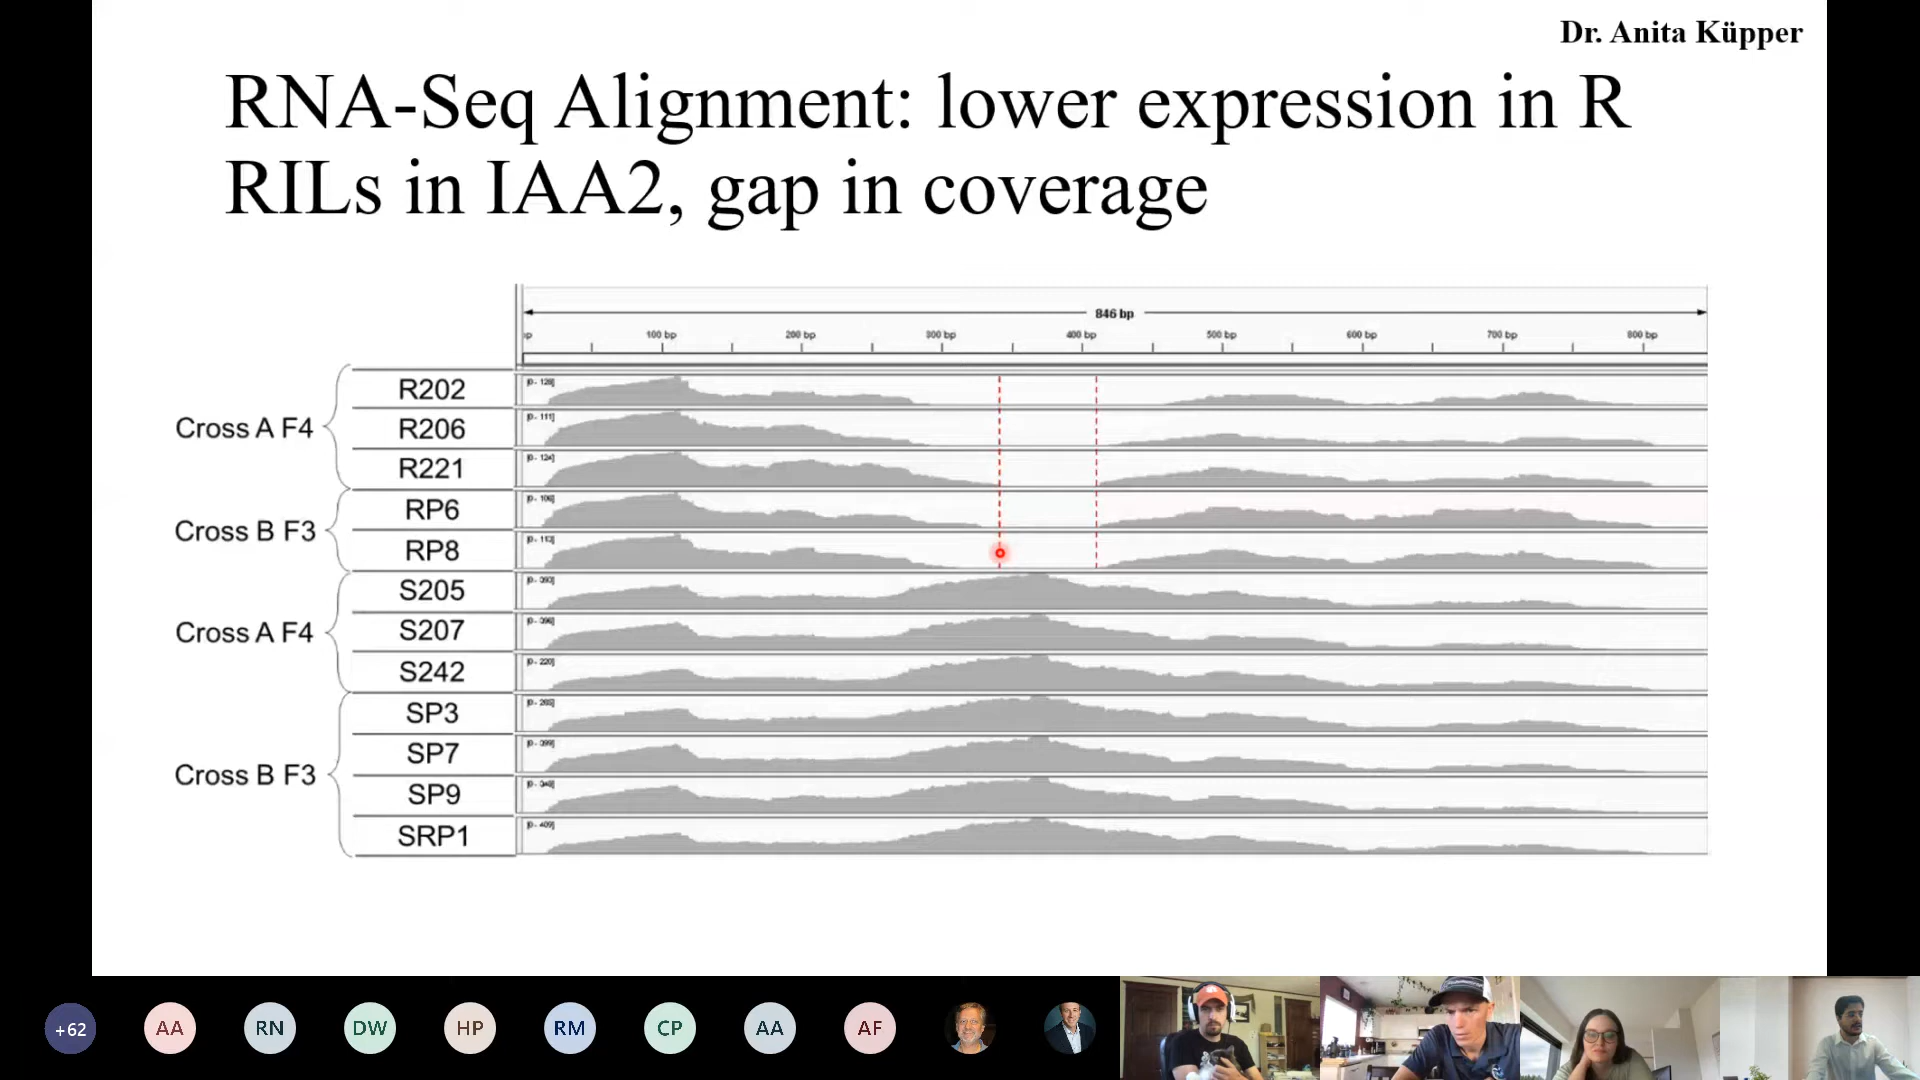 Dr. Anita Küpper
RNA-Seq Alignment: lower expression in R
RILs in IAA2, gap in coverage
846 bp
100 bp 200 bp 300 bp 400 bp 500 bp 600 bp 700 bp 800 bp
Cross A F4
R202
R206
R221
Cross B F3
RP6
RP8
Cross A F4
S205
S207
S242
Cross B F3
SP3
SP7
SP9
SRP1
+62 AA RN DW HP RM CP AA AF